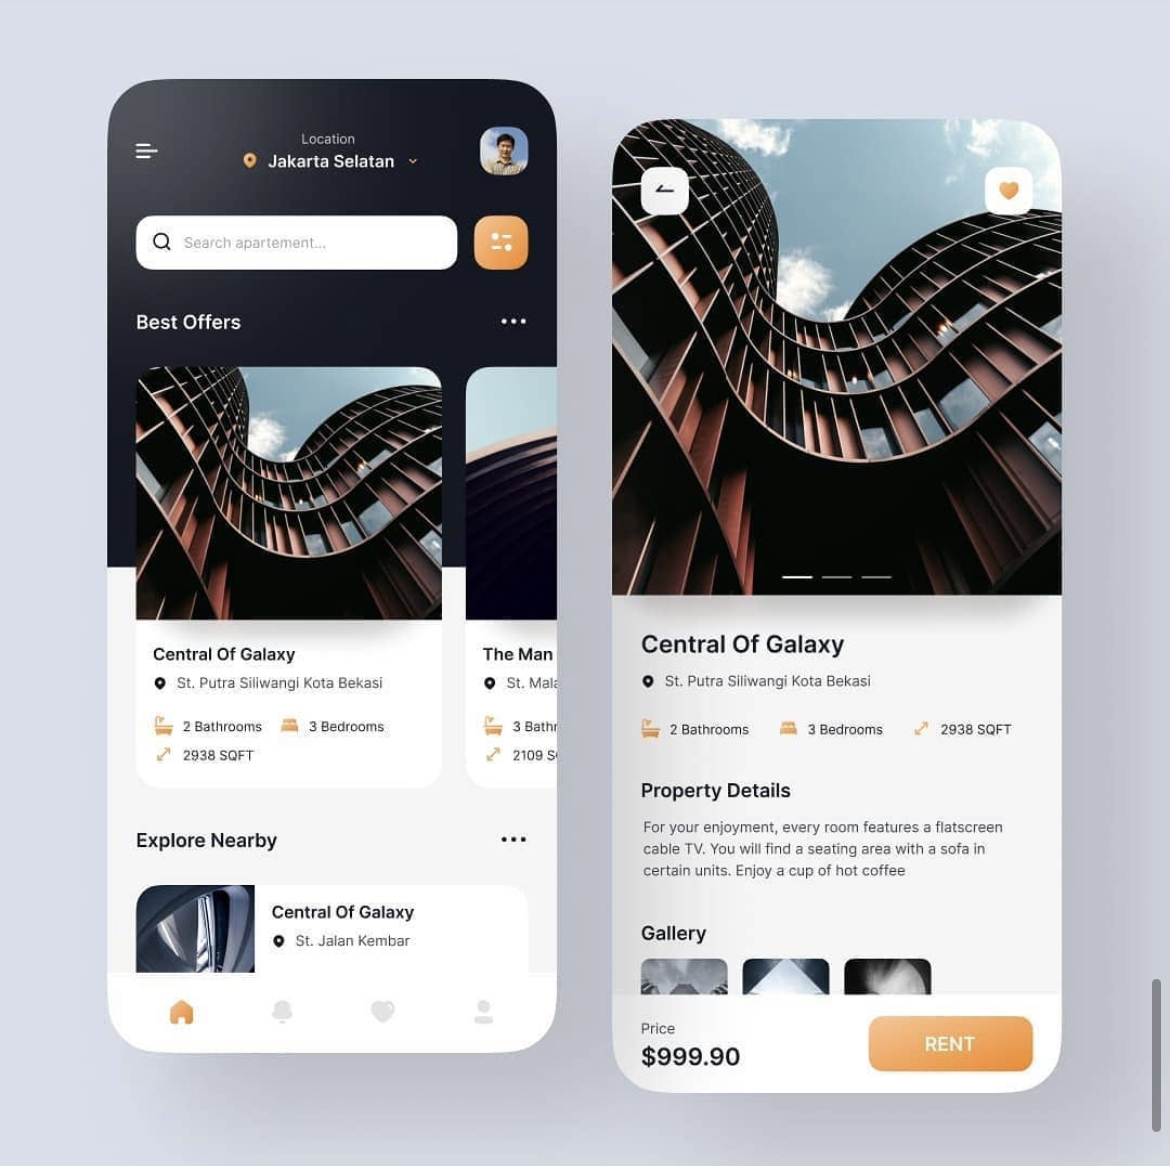 Location
Jakarta Selatan
Search apartement...
Best Offers
Central Of Galaxy
St. Putra Siliwangi Kota Bekasi
2 Bathrooms
3 Bedrooms
2938 SQFT
The Man
St. Mala
3 Bathr
2109 S
Explore Nearby
Central Of Galaxy
St. Jalan Kembar
Central Of Galaxy
St. Putra Siliwangi Kota Bekasi
2 Bathrooms
3 Bedrooms
2938 SQFT
Property Details
For your enjoyment, every room features a flatscreen
cable TV. You will find a seating area with a sofa in
certain units. Enjoy a cup of hot coffee
Gallery
Price
$999.90
RENT